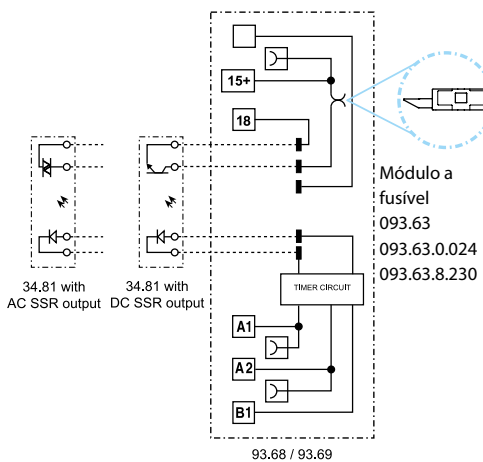 15+
18
Módulo a
fusível
093.63
093.63.0.024
093.63.8.230
34.81 with
AC SSR output
34.81 with
DC SSR output
TIMER CIRCUIT
A1
A2
B1
93.68 / 93.69